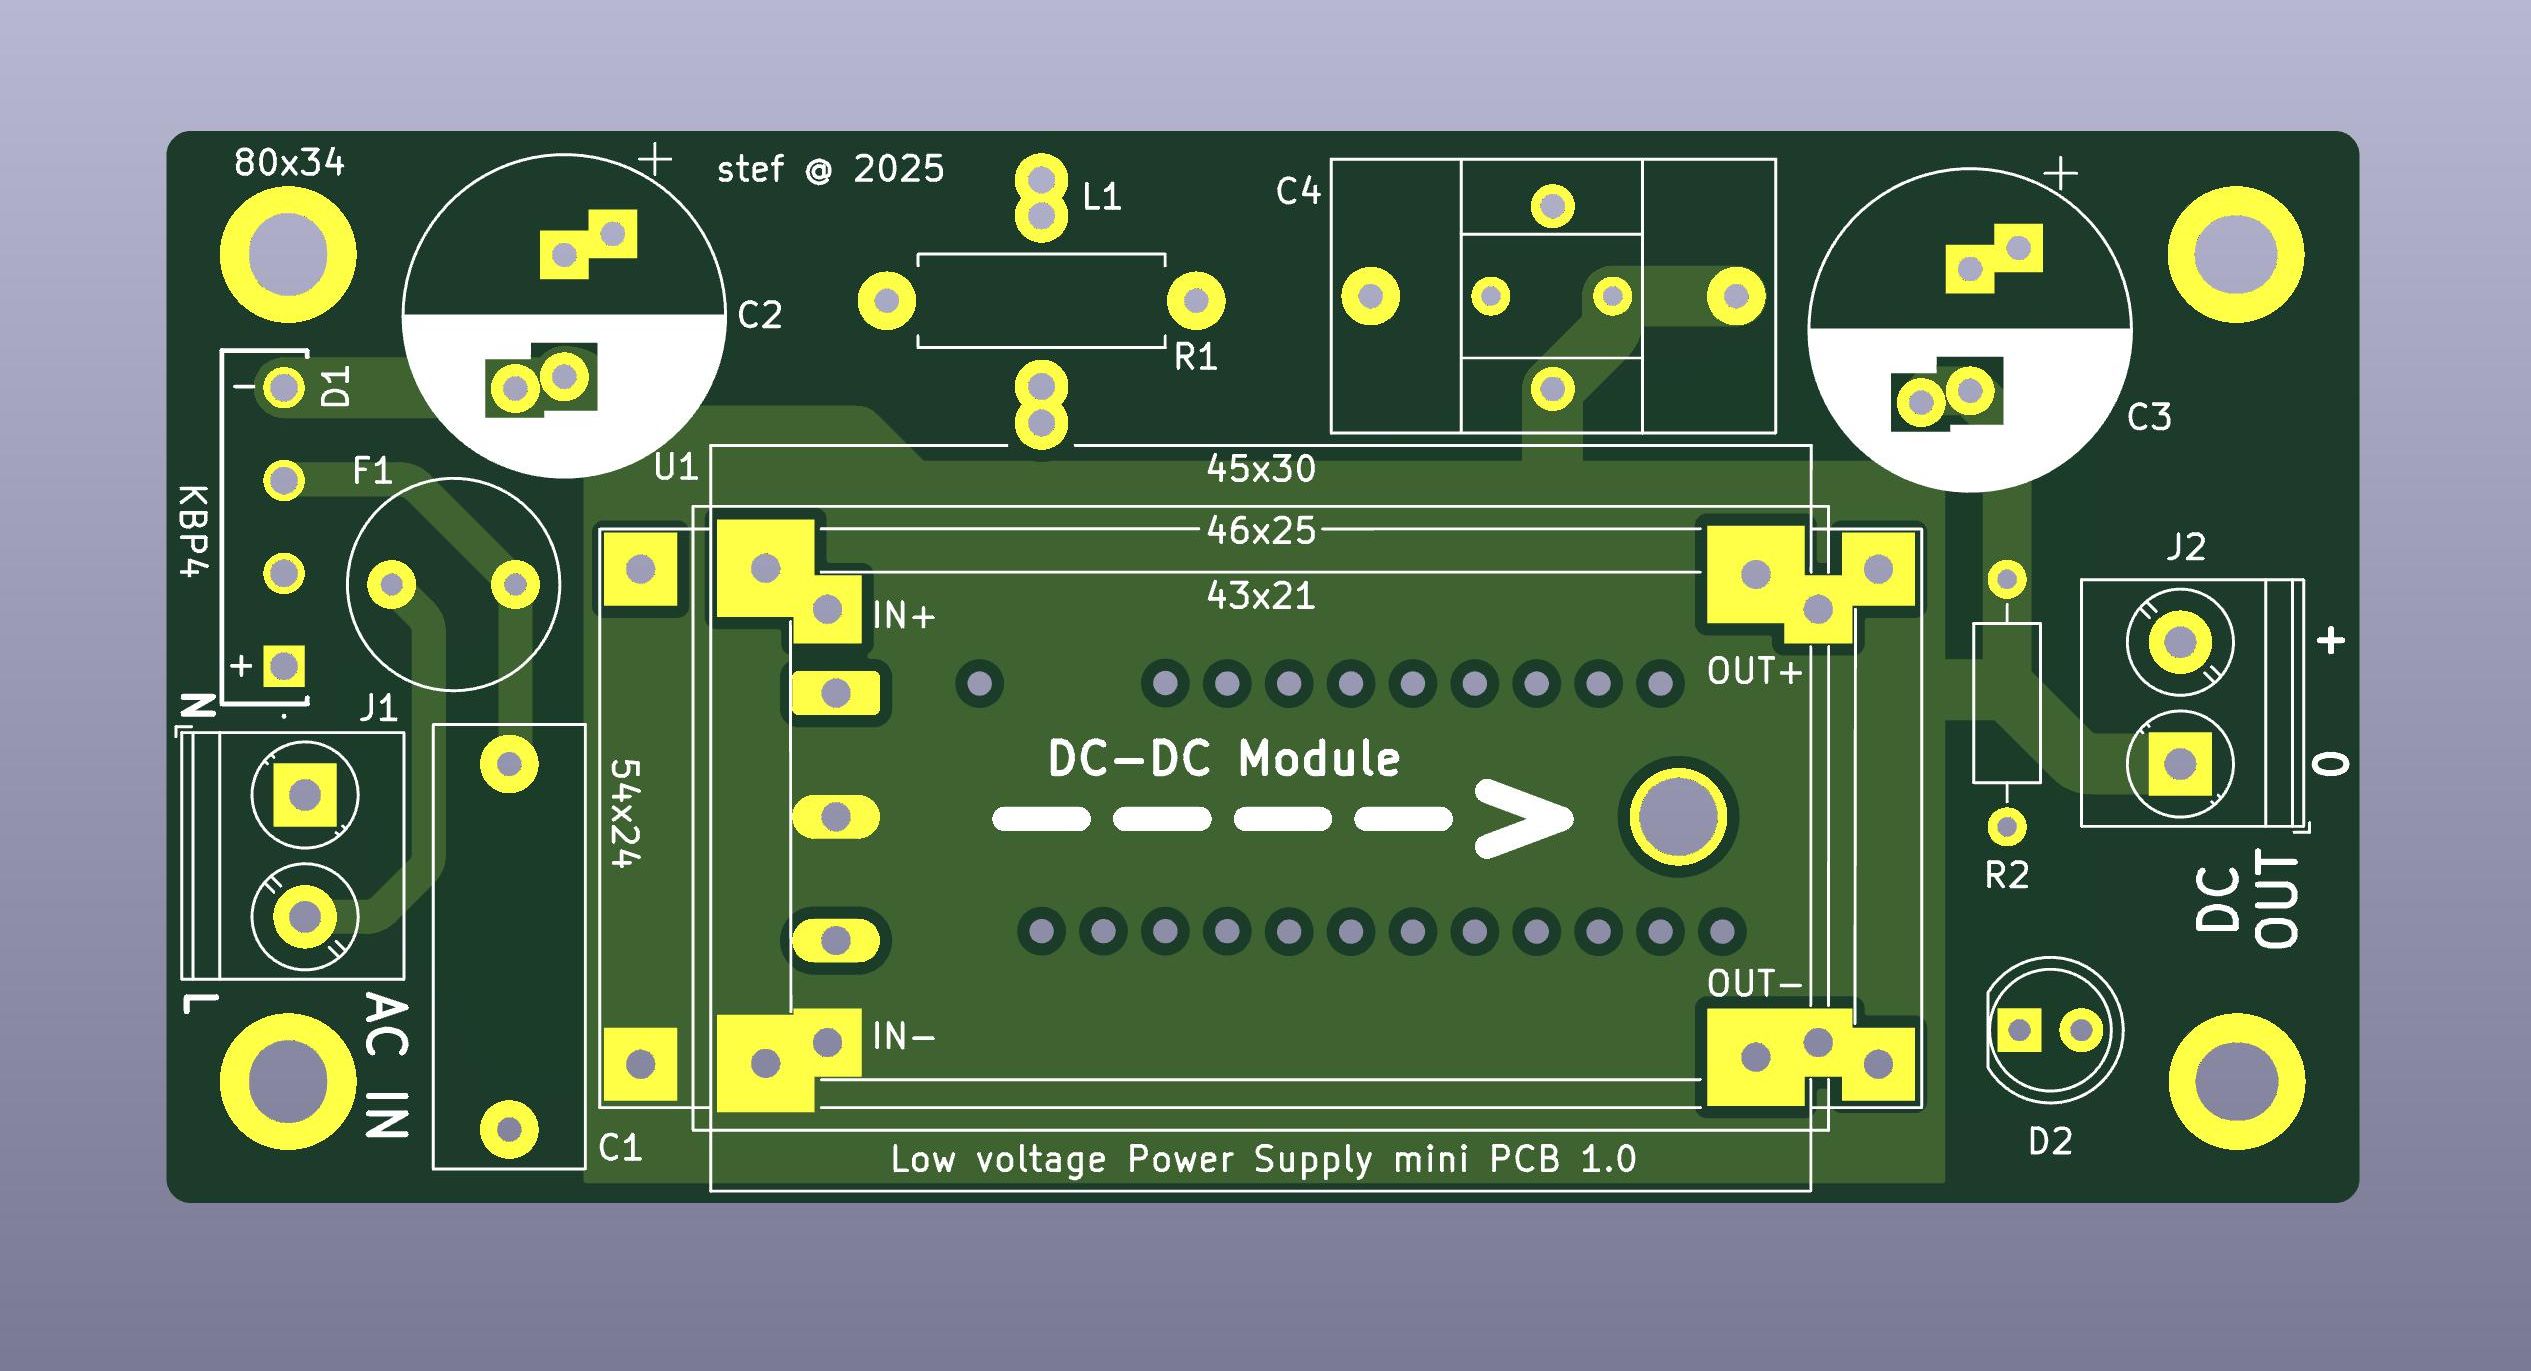 80x34
stef @ 2025
L1
C4
+
+
C2
R1
C3
-
D1
F1
U1
KBP4
+
45x30
46x25
43x21
IN+
OUT+
J2
+
0
N
J1
54x24
DC-DC Module
R2
DC
OUT
L
AC IN
OUT-
IN-
C1
Low voltage Power Supply mini PCB 1.0
D2